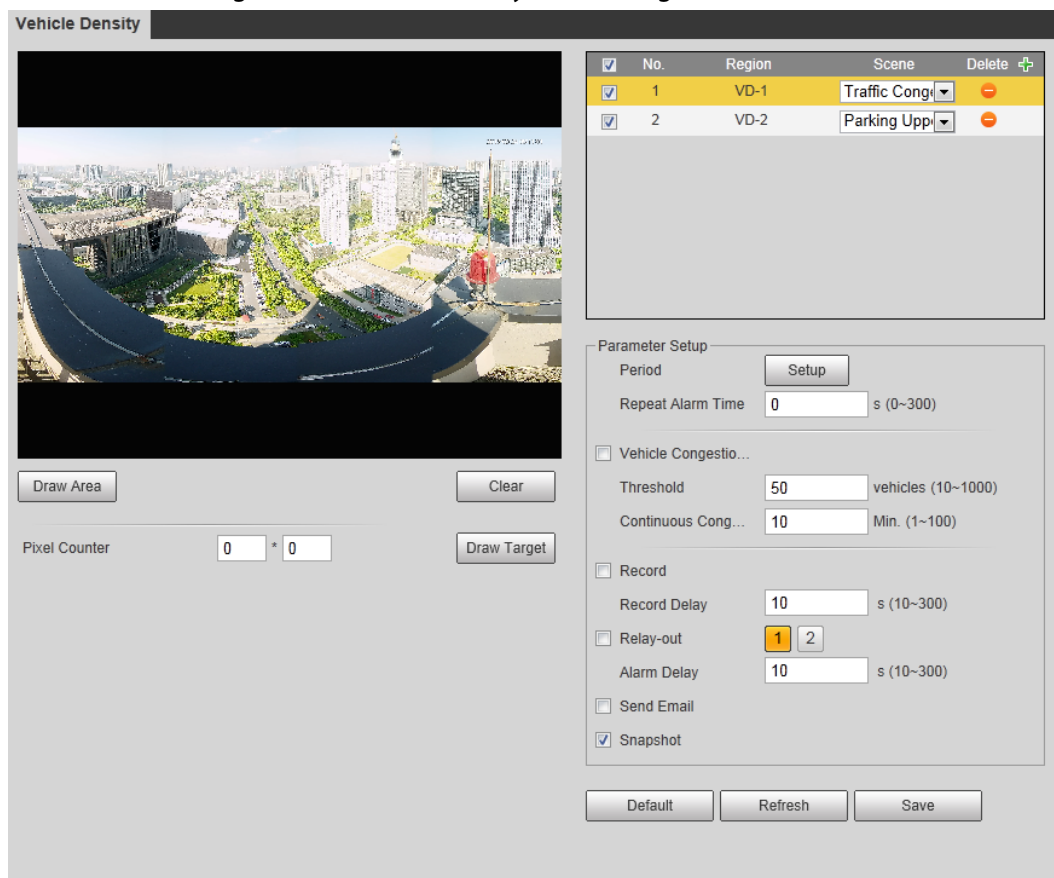 Vehicle Density
No. Region Scene Delete
1 VD-1 Traffic Cong
2 VD-2 Parking Upp
Parameter Setup
Period Setup
Repeat Alarm Time 0 s (0~300)
Vehicle Congestio...
Draw Area Clear
Threshold 50 vehicles (10~1000)
Continuous Cong... 10 Min. (1~100)
Pixel Counter 0 * 0 Draw Target
Record
Record Delay 10 s (10~300)
Relay-out 1 2
Alarm Delay 10 s (10~300)
Send Email
Snapshot
Default Refresh Save